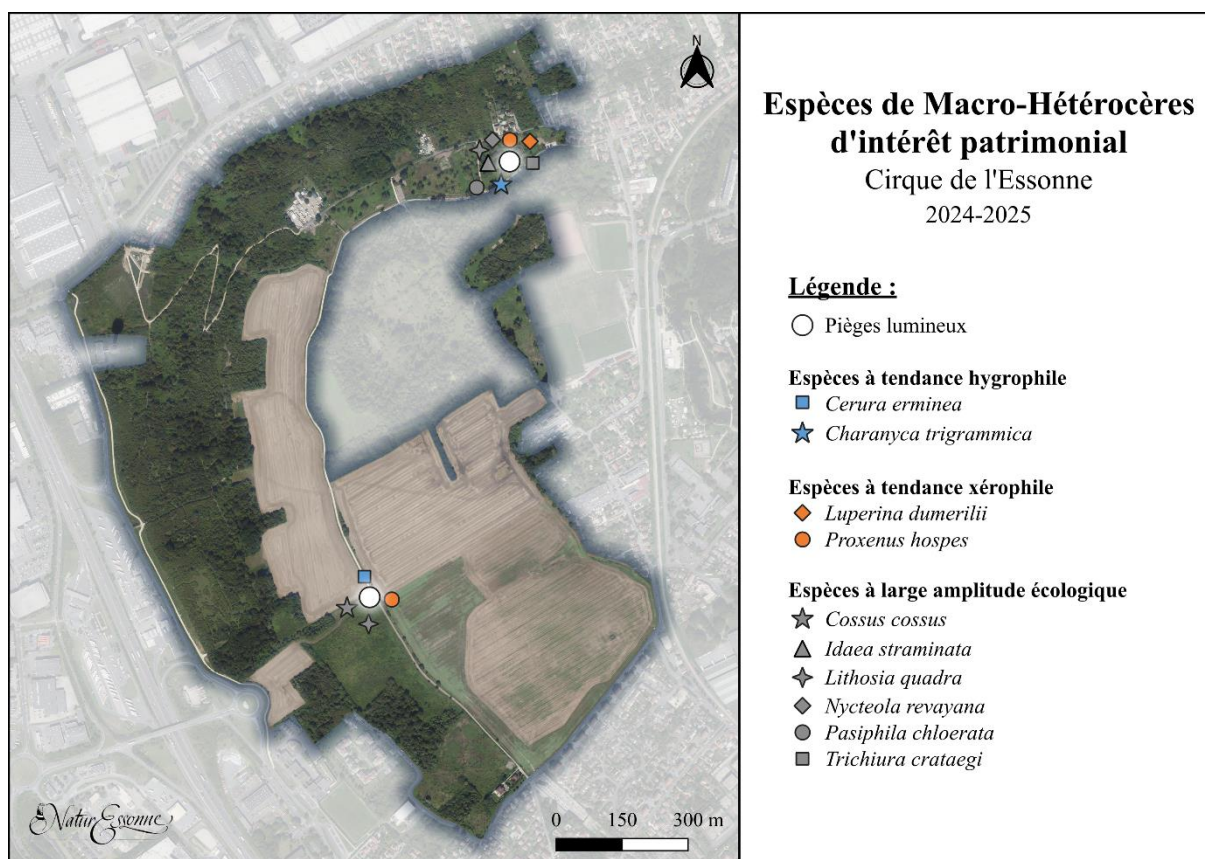 N
Espèces de Macro-Hétérocères
d'intérêt patrimonial
Cirque de l'Essonne
2024-2025
Légende :
Pièges lumineux
Espèces à tendance hygrophile
Cerura erminea
Charanyca trigrammica
Espèces à tendance xérophile
Luperina dumerilii
Proxenus hospes
Espèces à large amplitude écologique
Cossus cossus
Idaea straminata
Lithosia quadra
Nycteola revayana
Pasiphila chloerata
Trichiura crataegi
NaturEssonne
0 150 300 m